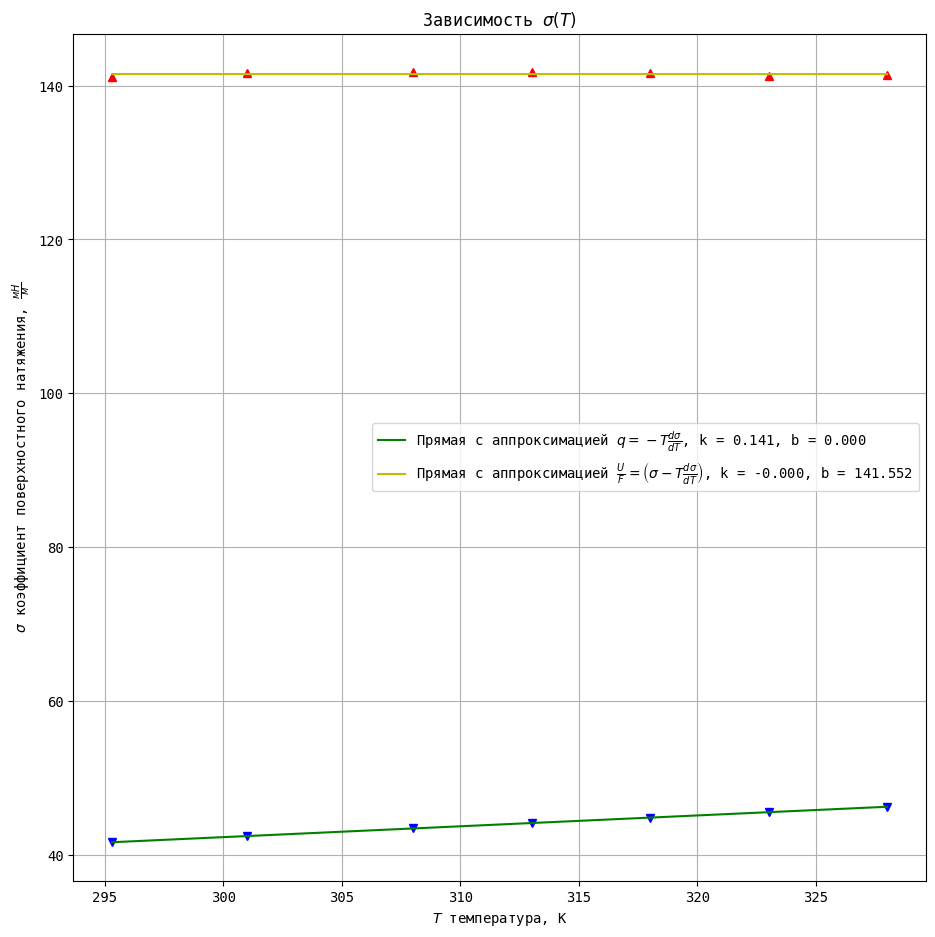 Зависимость σ(T)
140
120
100
80
60
40
σ коэффициент поверхностного натяжения, мН/м
Прямая с аппроксимацией q = −T dσ/dT, k = 0.141, b = 0.000
Прямая с аппроксимацией U/F = (σ − T dσ/dT), k = -0.000, b = 141.552
295 300 305 310 315 320 325
T температура, К